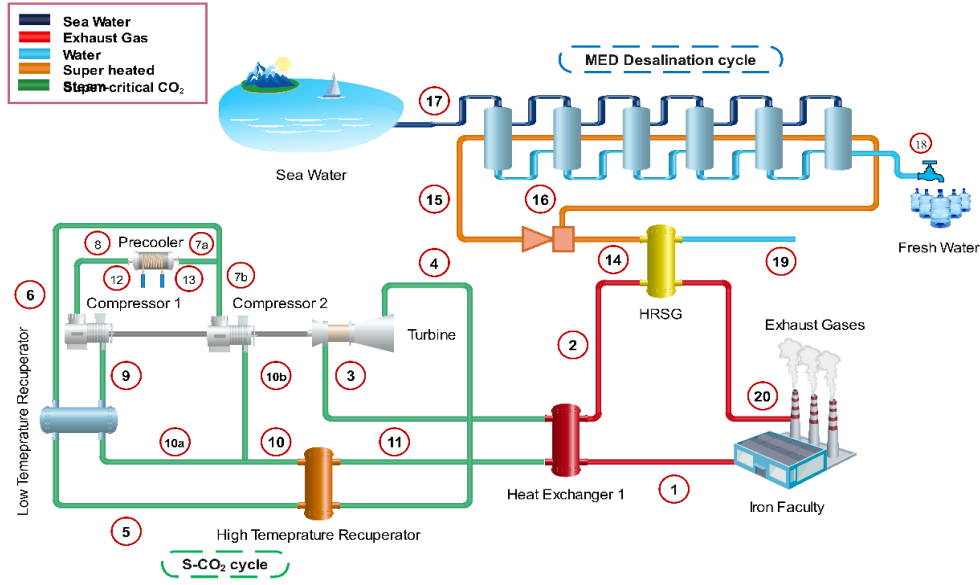 Sea Water
Exhaust Gas
Water
Super heated
Steam-critical CO₂
MED Desalination cycle
17
18
Sea Water
15
16
Fresh Water
14
19
8
Precooler
7a
4
12
13
7b
6
Compressor 1
Compressor 2
Turbine
HRSG
Exhaust Gases
Low Temeprature Recuperator
2
9
10b
3
20
10a
10
11
Heat Exchanger 1
1
Iron Faculty
5
High Temeprature Recuperator
S-CO₂ cycle